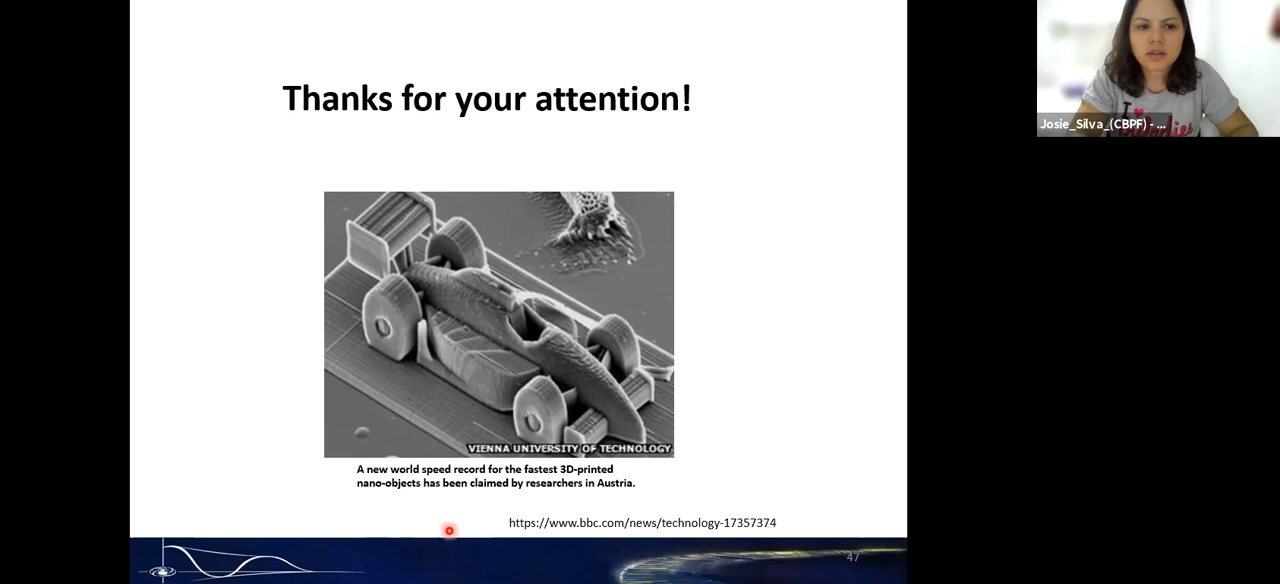 Thanks for your attention!
VIENNA UNIVERSITY OF TECHNOLOGY
A new world speed record for the fastest 3D-printed
nano-objects has been claimed by researchers in Austria.
https://www.bbc.com/news/technology-17357374
47
I
Josie_Silva_(CBPF) - ...